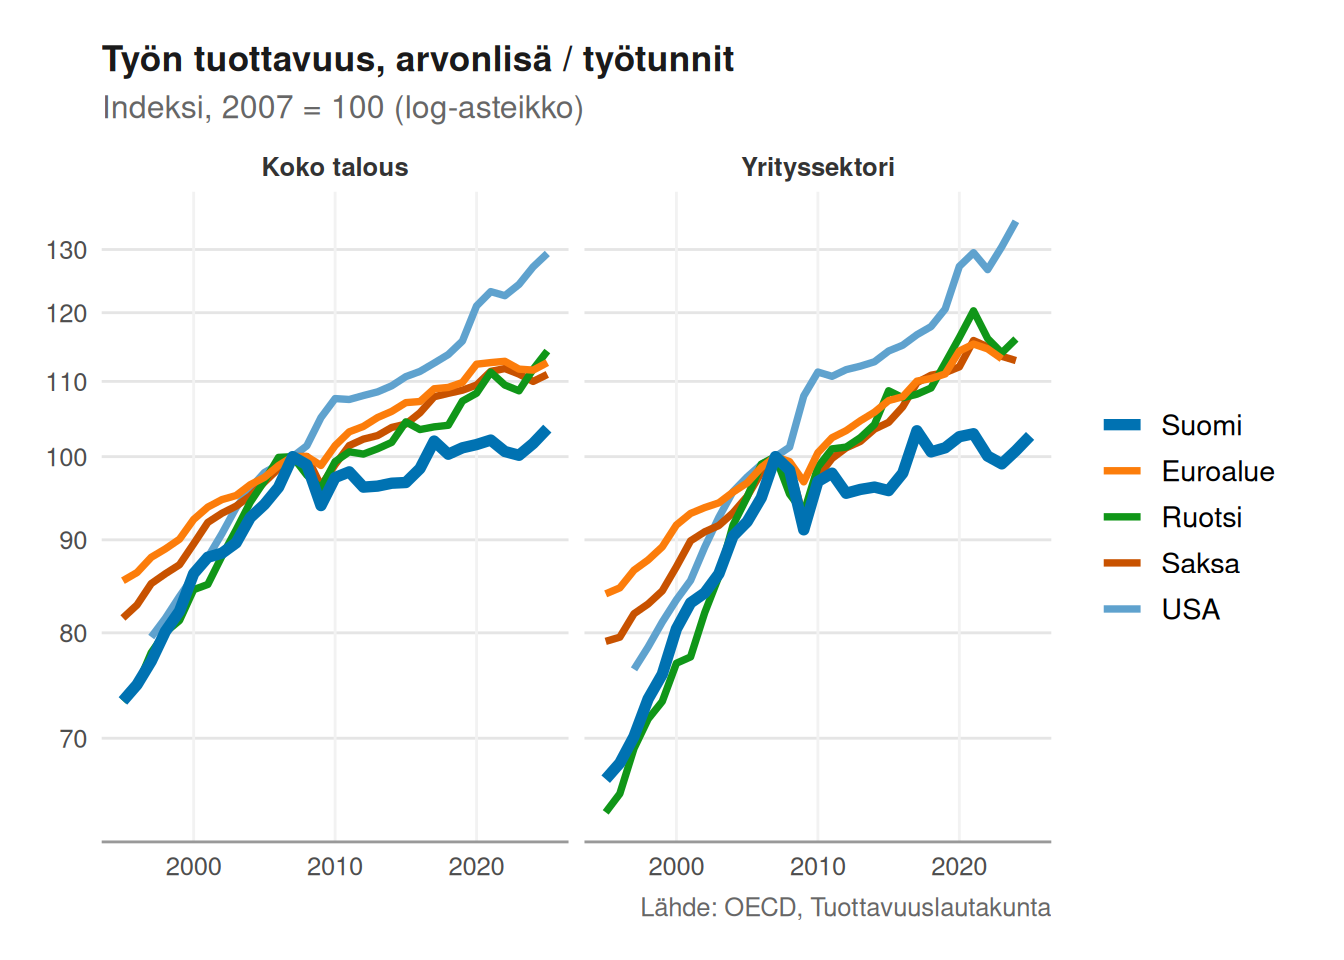 Työn tuottavuus, arvonlisä / työtunnit
Indeksi, 2007 = 100 (log-asteikko)
Koko talous
Yrityssektori
130
120
110
100
90
80
70
2000
2010
2020
2000
2010
2020
Suomi
Euroalue
Ruotsi
Saksa
USA
Lähde: OECD, Tuottavuuslautakunta